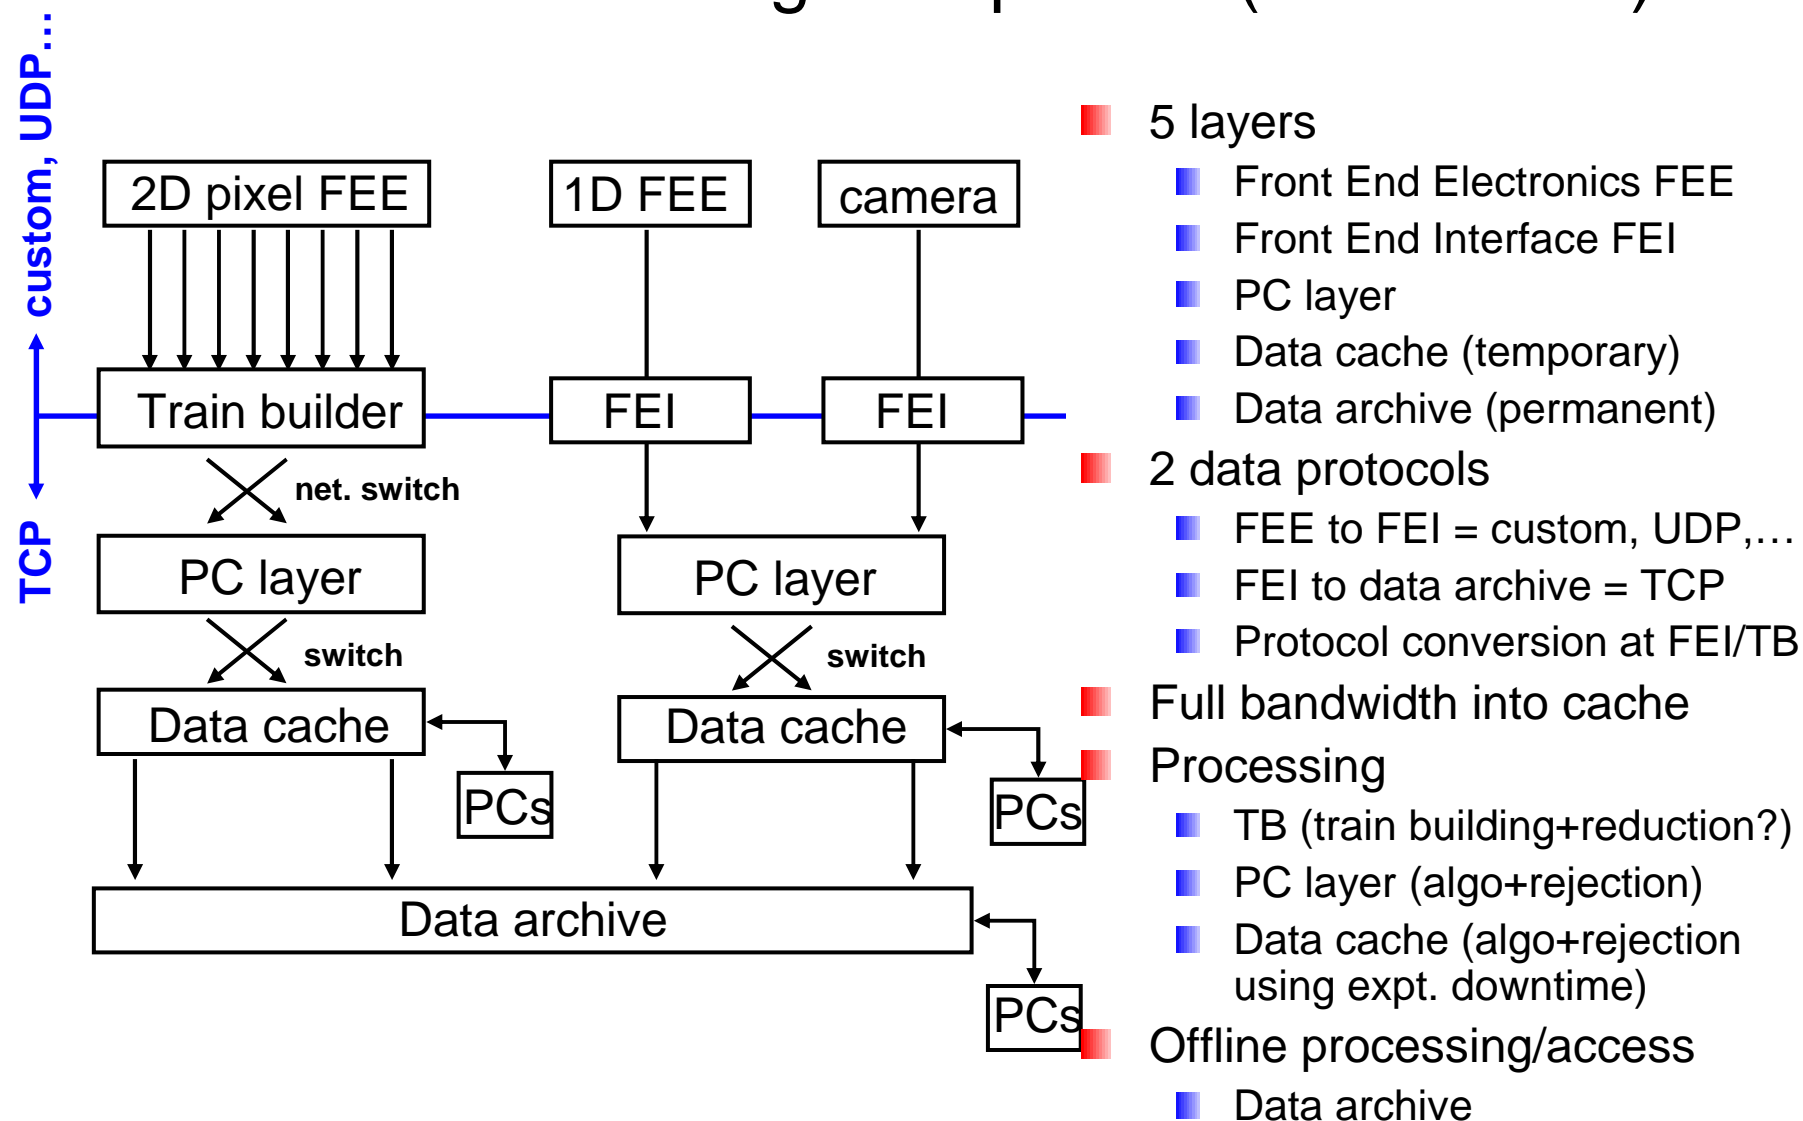 custom, UDP…
TCP
2D pixel FEE
1D FEE
camera
Train builder
FEI
FEI
net. switch
PC layer
PC layer
switch
switch
Data cache
Data cache
PCs
PCs
Data archive
PCs
5 layers
Front End Electronics FEE
Front End Interface FEI
PC layer
Data cache (temporary)
Data archive (permanent)
2 data protocols
FEE to FEI = custom, UDP,…
FEI to data archive = TCP
Protocol conversion at FEI/TB
Full bandwidth into cache
Processing
TB (train building+reduction?)
PC layer (algo+rejection)
Data cache (algo+rejection
using expt. downtime)
Offline processing/access
Data archive